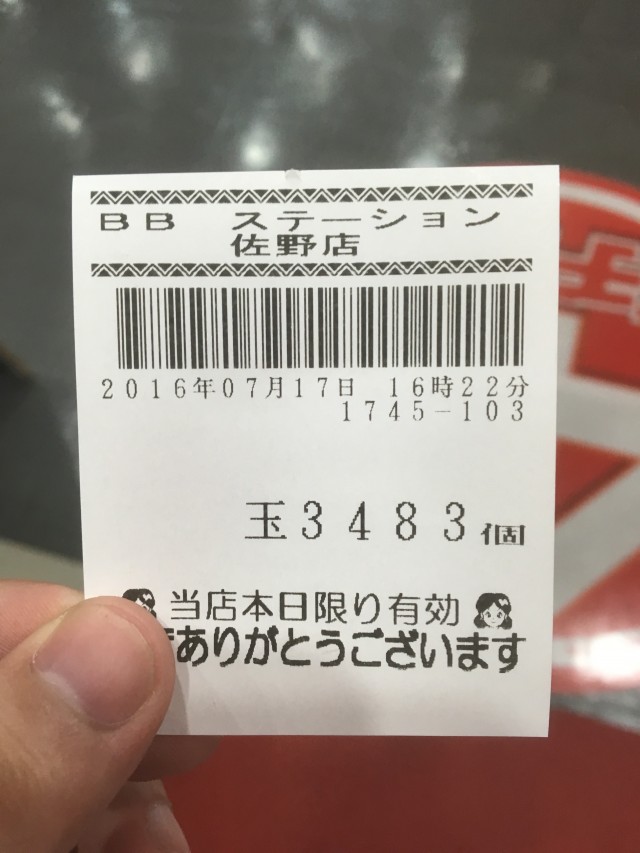 BB ステーション
佐野店
2016年07月17日 16時22分
1745-103
玉3483個
当店本日限り有効
ありがとうございます